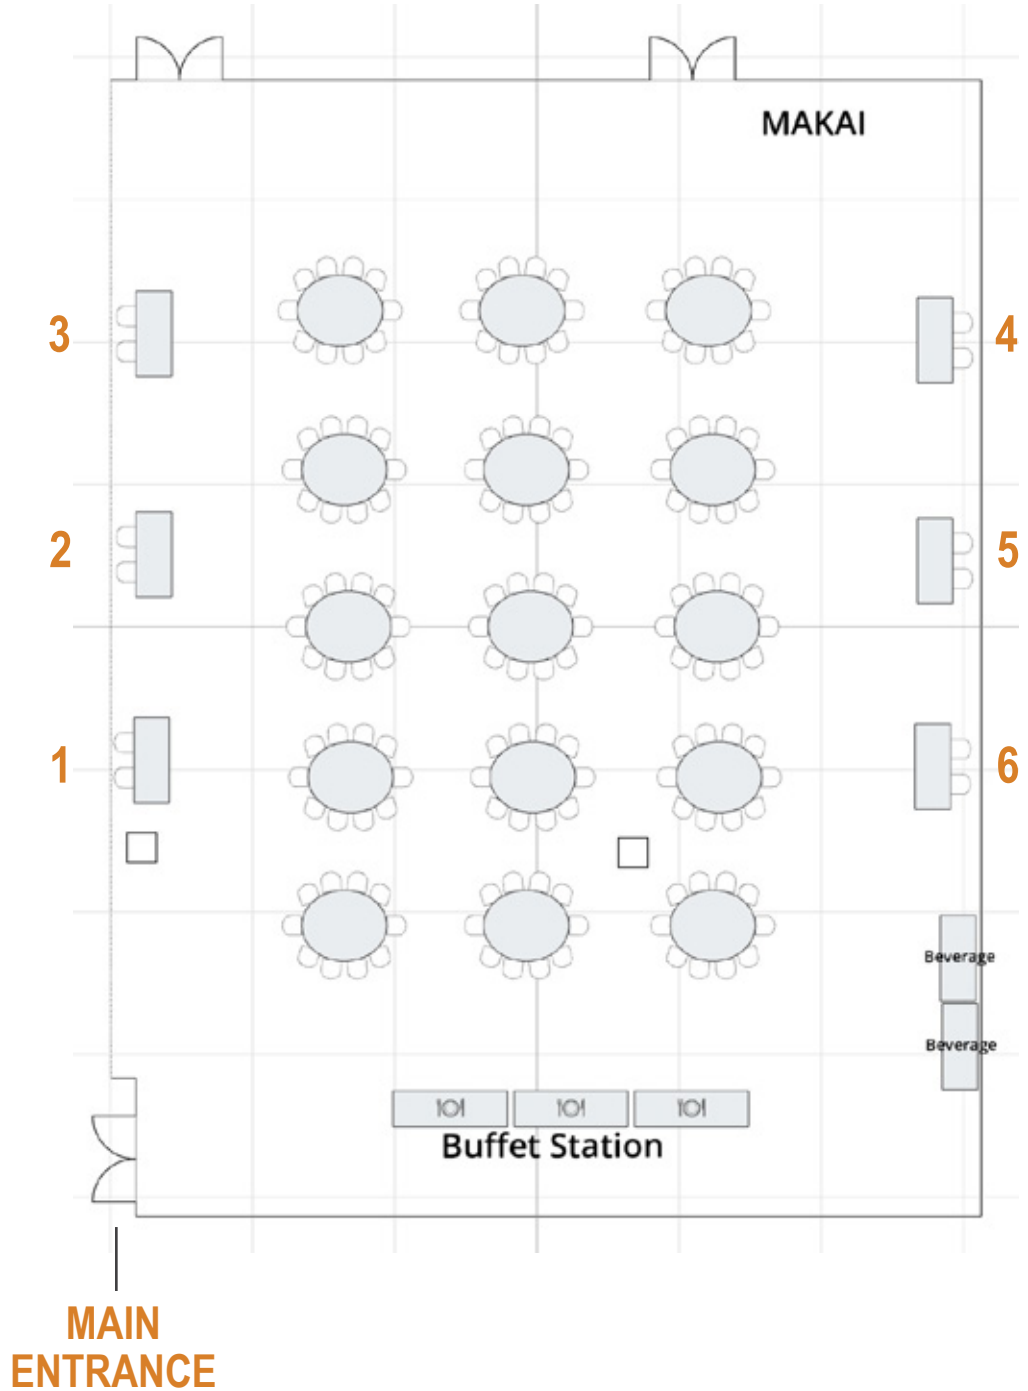 MAKAI
3
4
2
5
1
6
Beverage
Beverage
Buffet Station
MAIN
ENTRANCE